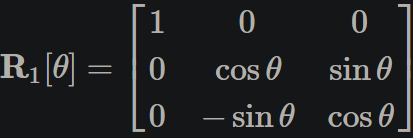 R₁[θ] = [ 1 0 0
0 cos θ sin θ
0 − sin θ cos θ ]